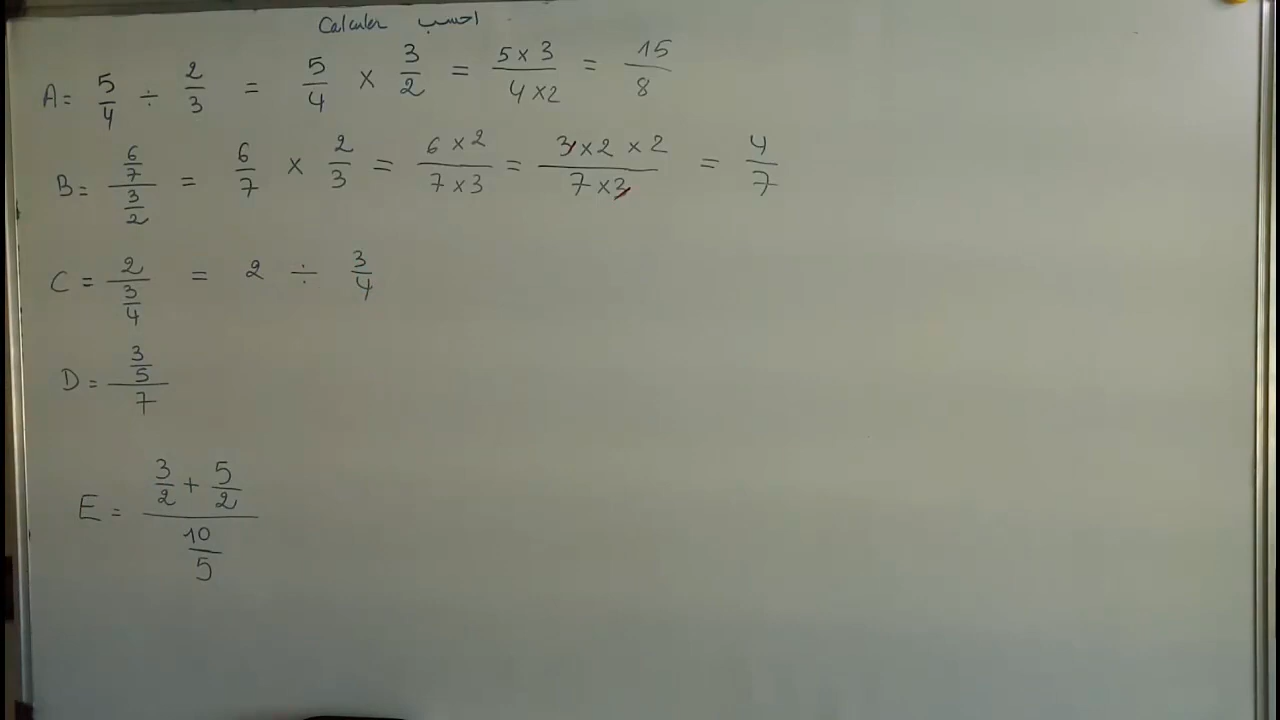 Calculer احسب
A = 5/4 ÷ 2/3 = 5/4 × 3/2 = (5 × 3)/(4 × 2) = 15/8
B = (6/7)/(3/2) = 6/7 × 2/3 = (6 × 2)/(7 × 3) = (3 × 2 × 2)/(7 × 3) = 4/7
C = 2/(3/4) = 2 ÷ 3/4
D = (3/5)/7
E = (3/2 + 5/2)/(10/5)